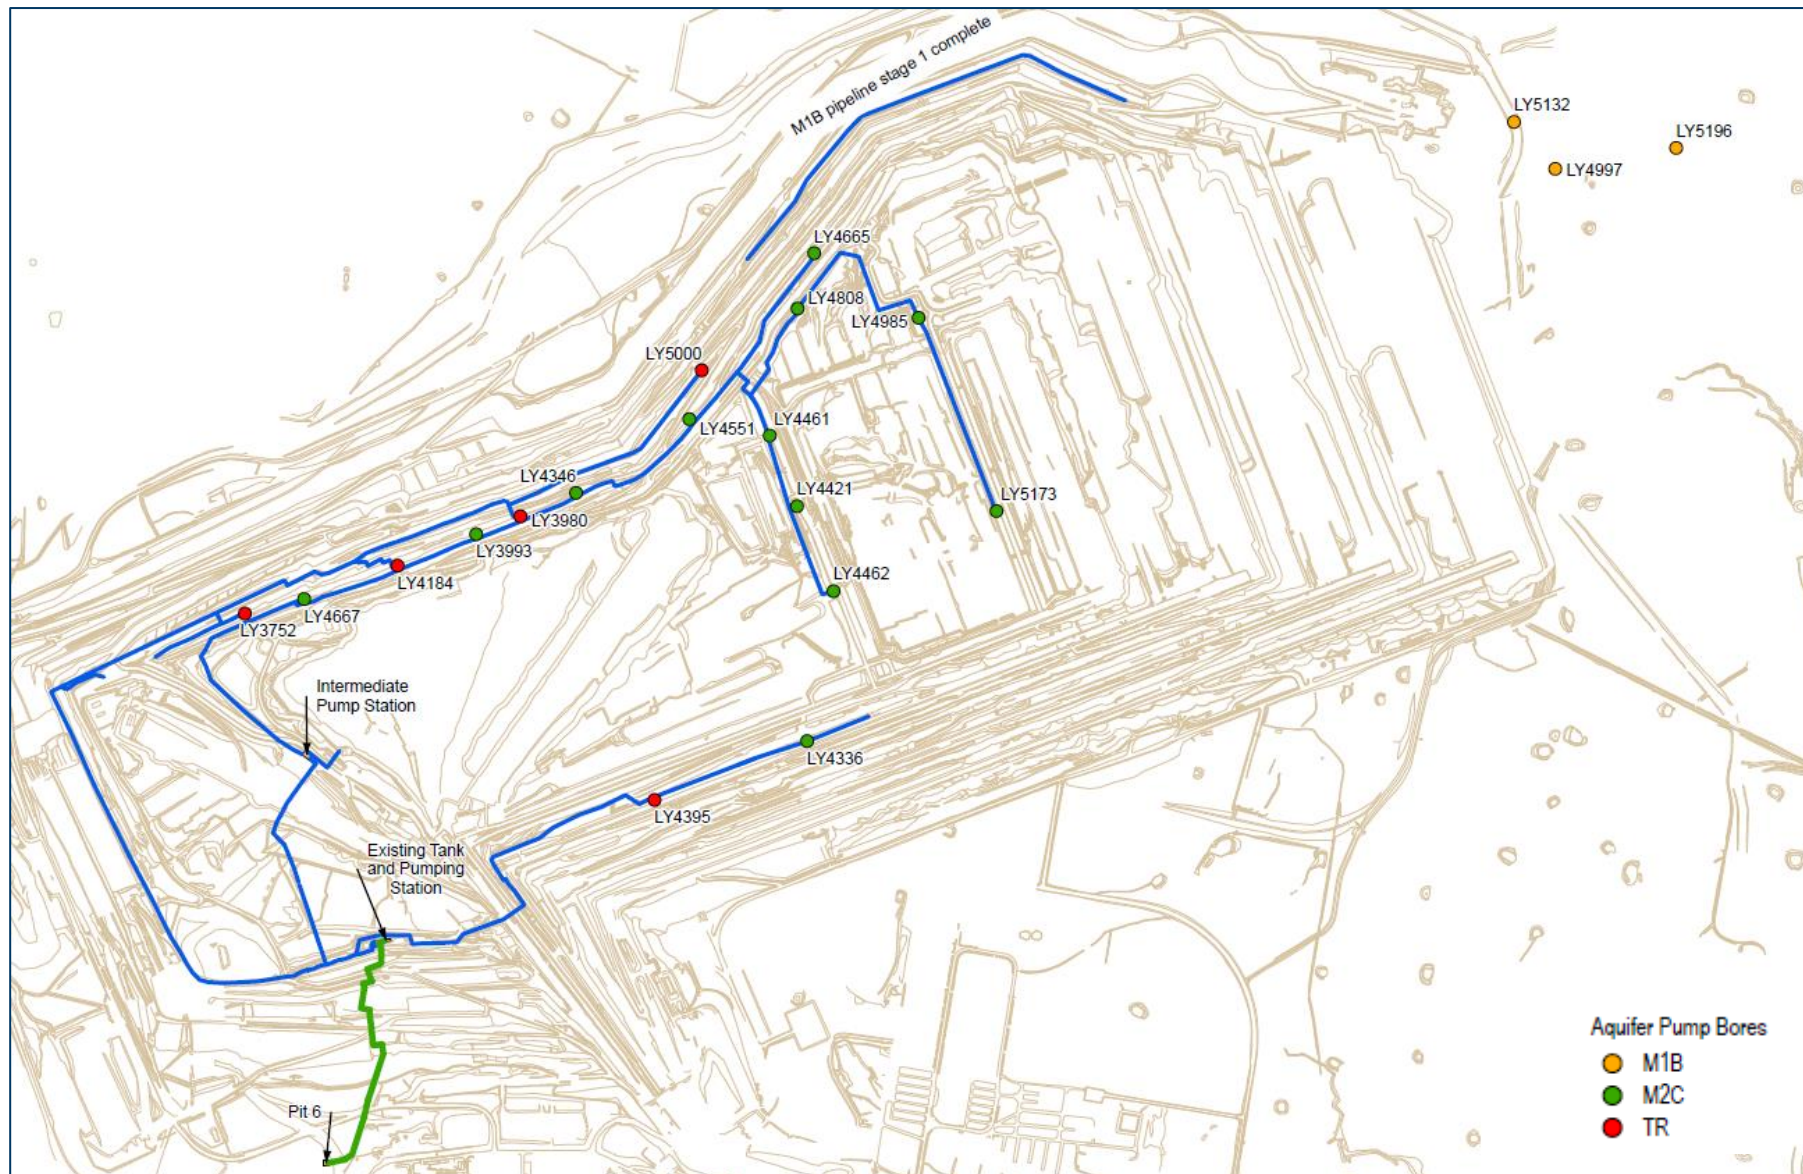 M1B pipeline stage 1 complete
LY5132
LY5196
LY4997
LY4665
LY4808
LY4985
LY5000
LY4551
LY4461
LY4346
LY4421
LY5173
LY3980
LY3993
LY4184
LY4462
LY4667
LY3752
Intermediate
Pump Station
LY4336
LY4395
Existing Tank
and Pumping
Station
Pit 6
Aquifer Pump Bores
M1B
M2C
TR